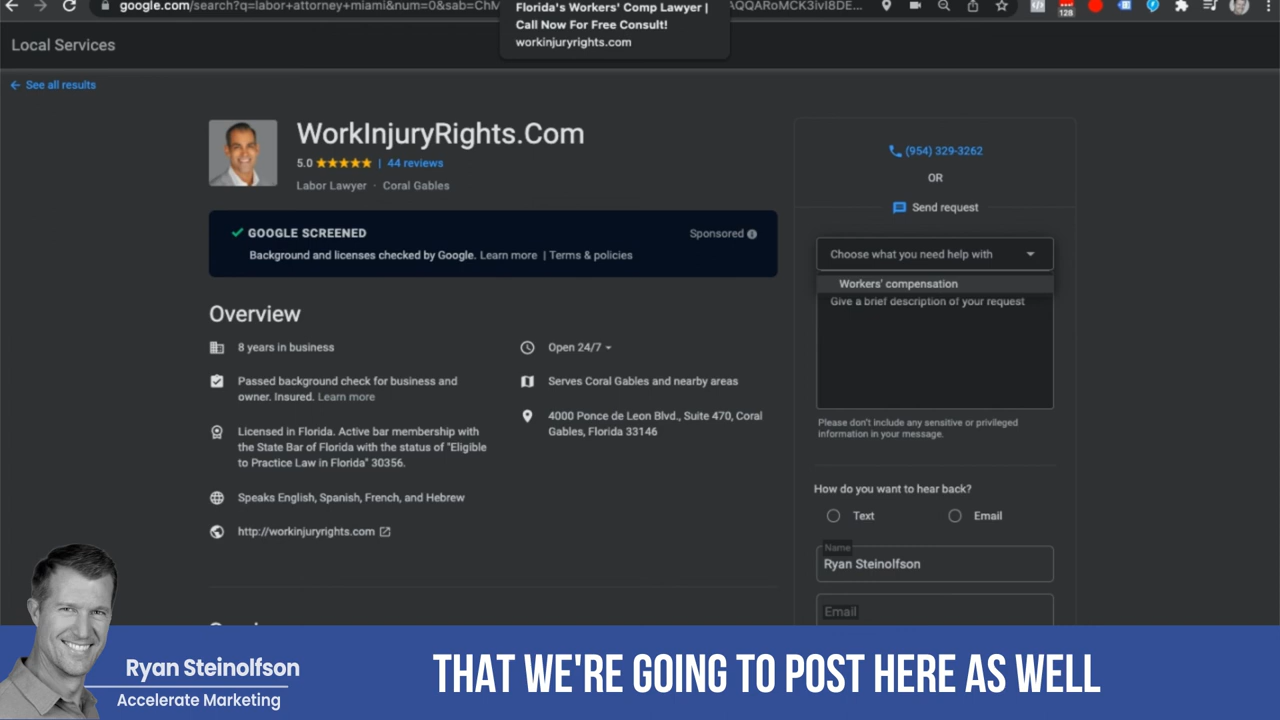 Florida's Workers' Comp Lawyer |
Call Now For Free Consult!
workinjuryrights.com
google.com/search?q=labor+attorney+miami&num=0&sab=ChM
128
Local Services
See all results
WorkInjuryRights.Com
5.0 | 44 reviews
Labor Lawyer · Coral Gables
GOOGLE SCREENED
Sponsored
Background and licenses checked by Google. Learn more | Terms & policies
Overview
8 years in business
Passed background check for business and
owner. Insured. Learn more
Licensed in Florida. Active bar membership with
the State Bar of Florida with the status of "Eligible
to Practice Law in Florida" 30356.
Speaks English, Spanish, French, and Hebrew
http://workinjuryrights.com
Open 24/7
Serves Coral Gables and nearby areas
4000 Ponce de Leon Blvd., Suite 470, Coral
Gables, Florida 33146
(954) 329-3262
OR
Send request
Choose what you need help with
Workers' compensation
Give a brief description of your request
Please don't include any sensitive or privileged
information in your message.
How do you want to hear back?
Text
Email
Name
Ryan Steinolfson
Email
Ryan Steinolfson
Accelerate Marketing
THAT WE'RE GOING TO POST HERE AS WELL